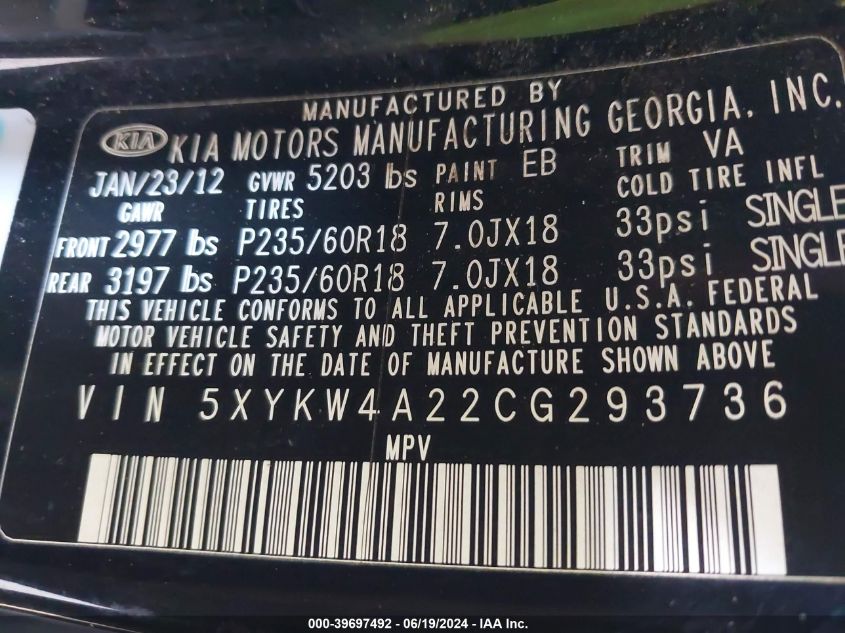 MANUFACTURED BY
KIA KIA MOTORS MANUFACTURING GEORGIA, INC.
JAN/23/12 GVWR 5203 lbs PAINT EB TRIM VA
GAWR TIRES RIMS COLD TIRE INFL
FRONT 2977 lbs P235/60R18 7.0JX18 33psi SINGLE
REAR 3197 lbs P235/60R18 7.0JX18 33psi SINGLE
THIS VEHICLE CONFORMS TO ALL APPLICABLE U.S.A. FEDERAL
MOTOR VEHICLE SAFETY AND THEFT PREVENTION STANDARDS
IN EFFECT ON THE DATE OF MANUFACTURE SHOWN ABOVE
VIN 5XYKW4A22CG293736
MPV
000-39697492 - 06/19/2024 - IAA Inc.